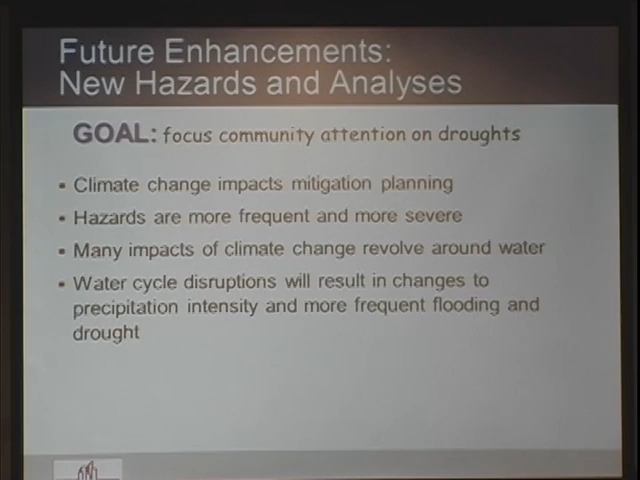 Future Enhancements:
New Hazards and Analyses
GOAL: focus community attention on droughts
▪ Climate change impacts mitigation planning
▪ Hazards are more frequent and more severe
▪ Many impacts of climate change revolve around water
▪ Water cycle disruptions will result in changes to
precipitation intensity and more frequent flooding and
drought